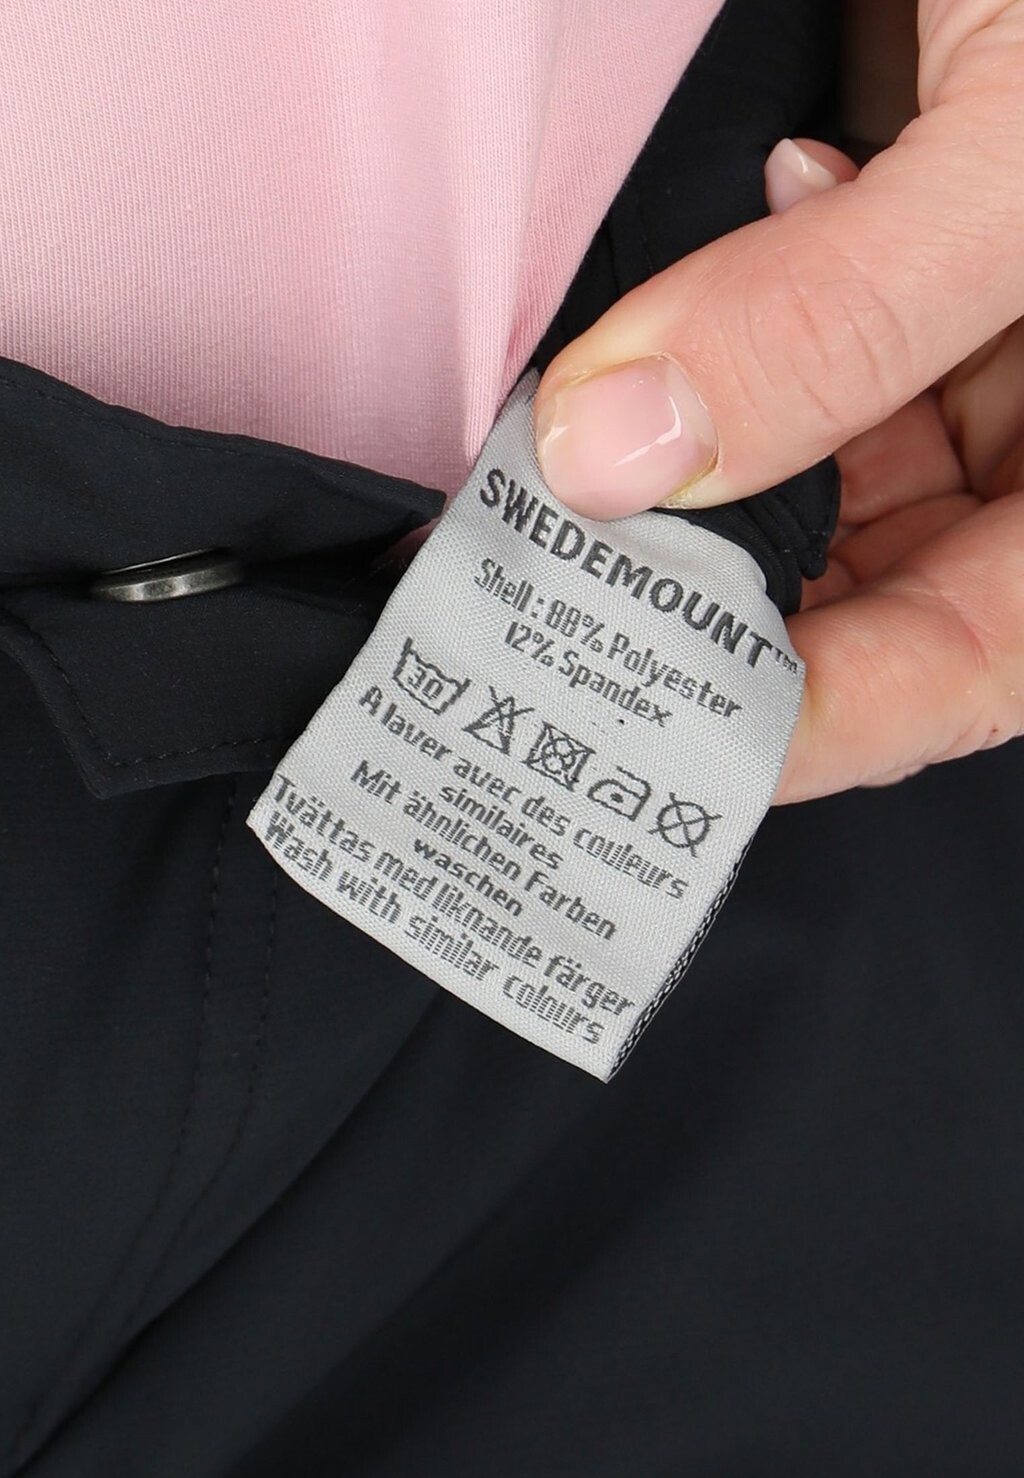 SWEDEMOUNT™
Shell: 88% Polyester
12% Spandex
30
A laver avec des couleurs
similaires
Mit ähnlichen Farben
waschen
Tvättas med liknande färger
Wash with similar colours